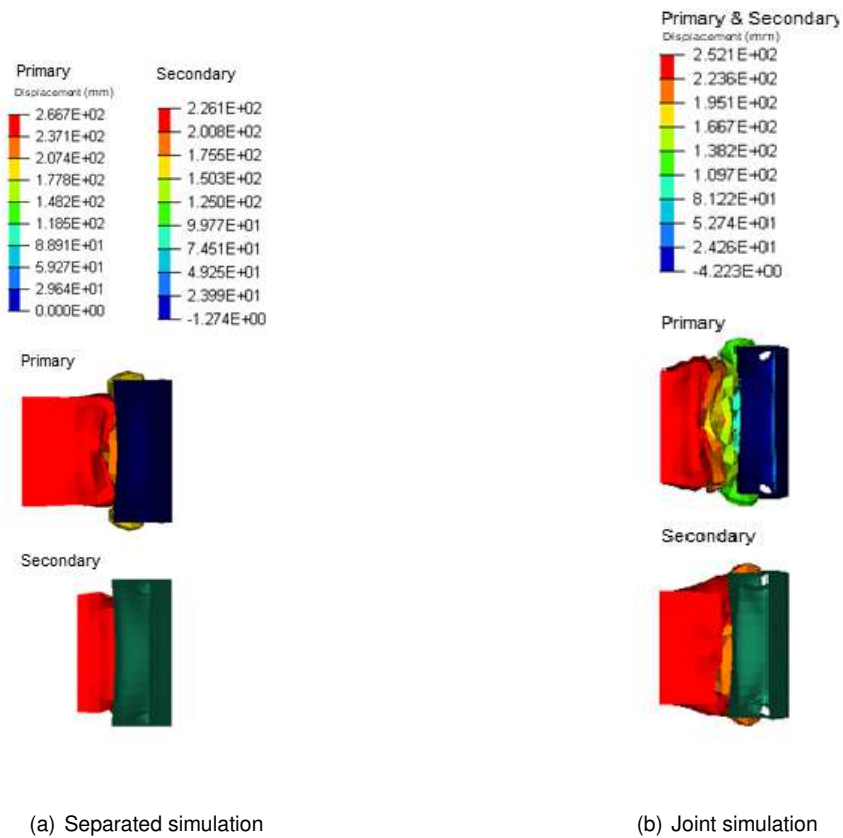 Primary & Secondary
Displacement (mm)
2.521E+02
2.236E+02
1.951E+02
1.667E+02
1.382E+02
1.097E+02
8.122E+01
5.274E+01
2.426E+01
-4.223E+00
Primary
Displacement (mm)
2.667E+02
2.371E+02
2.074E+02
1.778E+02
1.482E+02
1.185E+02
8.891E+01
5.927E+01
2.964E+01
0.000E+00
Secondary
2.261E+02
2.008E+02
1.755E+02
1.503E+02
1.250E+02
9.977E+01
7.451E+01
4.925E+01
2.399E+01
-1.274E+00
Primary
Primary
Secondary
Secondary
(a) Separated simulation
(b) Joint simulation